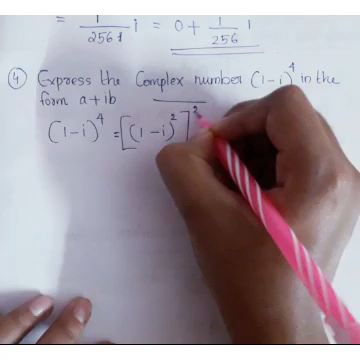 = 1/256 i = 0 + 1/256 i
④ Express the Complex number (1-i)⁴ in the
form a+ib
(1-i)⁴ = [(1-i)²]²